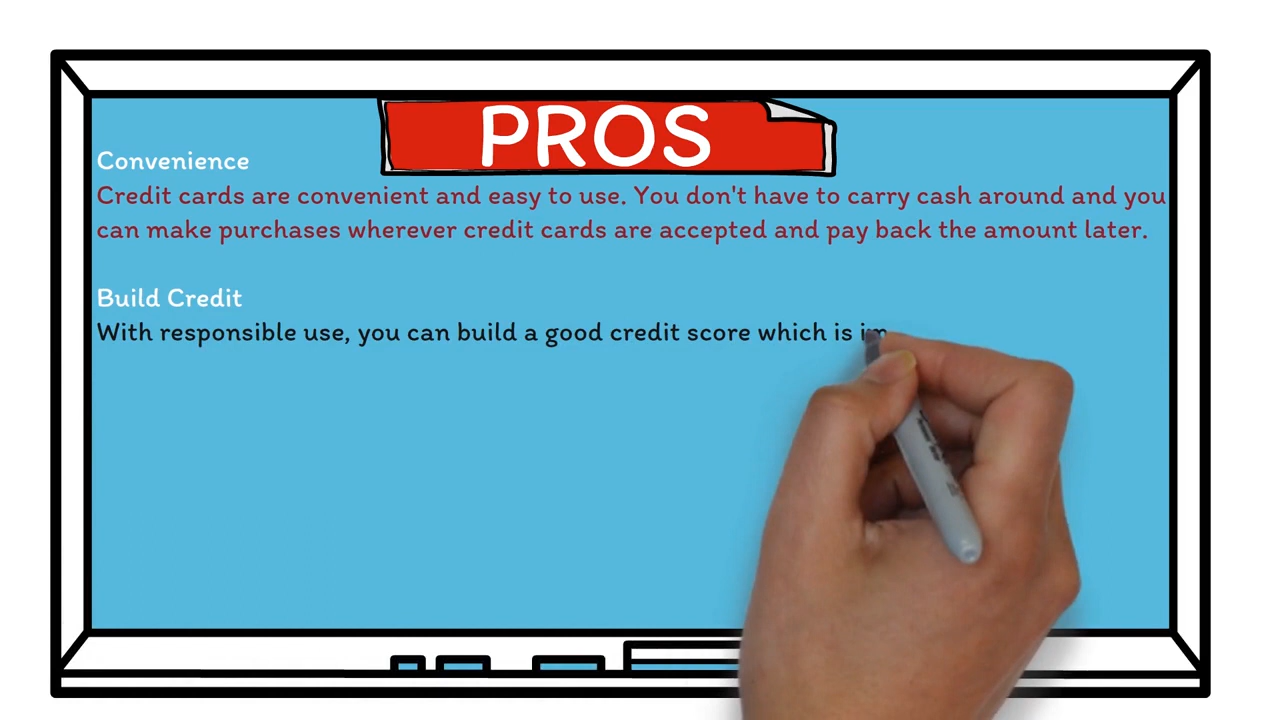 PROS
Convenience
Credit cards are convenient and easy to use. You don't have to carry cash around and you
can make purchases wherever credit cards are accepted and pay back the amount later.
Build Credit
With responsible use, you can build a good credit score which is im